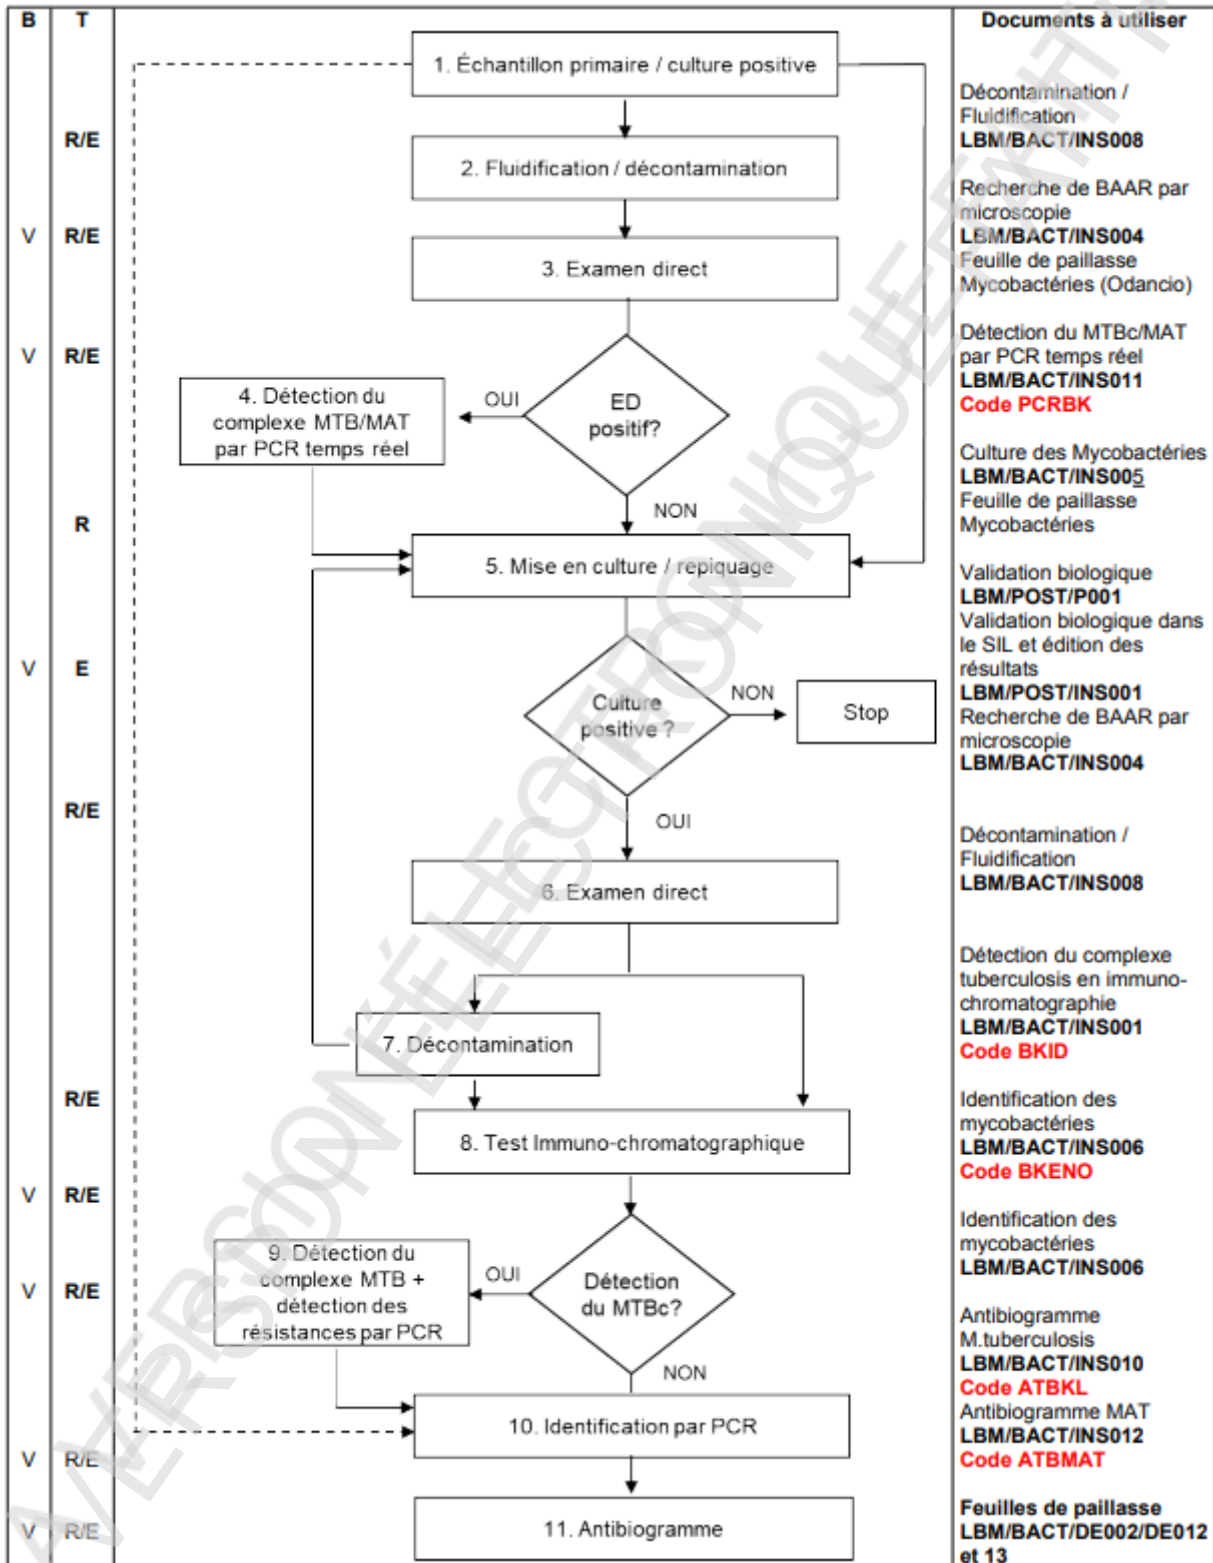 B T Documents à utiliser
1. Échantillon primaire / culture positive
Décontamination /
Fluidification
R/E LBM/BACT/INS008
2. Fluidification / décontamination
Recherche de BAAR par
microscopie
V R/E LBM/BACT/INS004
3. Examen direct
Feuille de paillasse
Mycobactéries (Odancio)
Détection du MTBc/MAT
V R/E par PCR temps réel
LBM/BACT/INS011
Code PCRBK
ED
positif?
OUI
4. Détection du
complexe MTB/MAT
par PCR temps réel
NON
Culture des Mycobactéries
LBM/BACT/INS005
Feuille de paillasse
R Mycobactéries
5. Mise en culture / repiquage
Validation biologique
LBM/POST/P001
Validation biologique dans
le SIL et édition des
V E résultats
LBM/POST/INS001
Recherche de BAAR par
microscopie
LBM/BACT/INS004
Culture
positive ?
NON
Stop
OUI
R/E
Décontamination /
Fluidification
LBM/BACT/INS008
6. Examen direct
Détection du complexe
tuberculosis en immuno-
chromatographie
LBM/BACT/INS001
Code BKID
7. Décontamination
R/E Identification des
mycobactéries
LBM/BACT/INS006
Code BKENO
8. Test Immuno-chromatographique
V R/E
Identification des
mycobactéries
LBM/BACT/INS006
Détection
du MTBc?
OUI
9. Détection du
complexe MTB +
détection des
résistances par PCR
V R/E
NON
Antibiogramme
M.tuberculosis
LBM/BACT/INS010
Code ATBKL
Antibiogramme MAT
LBM/BACT/INS012
Code ATBMAT
10. Identification par PCR
V R/E
11. Antibiogramme
V R/E
Feuilles de paillasse
LBM/BACT/DE002/DE012
et 13
VERSION ÉLECTRONIQUE FAIT